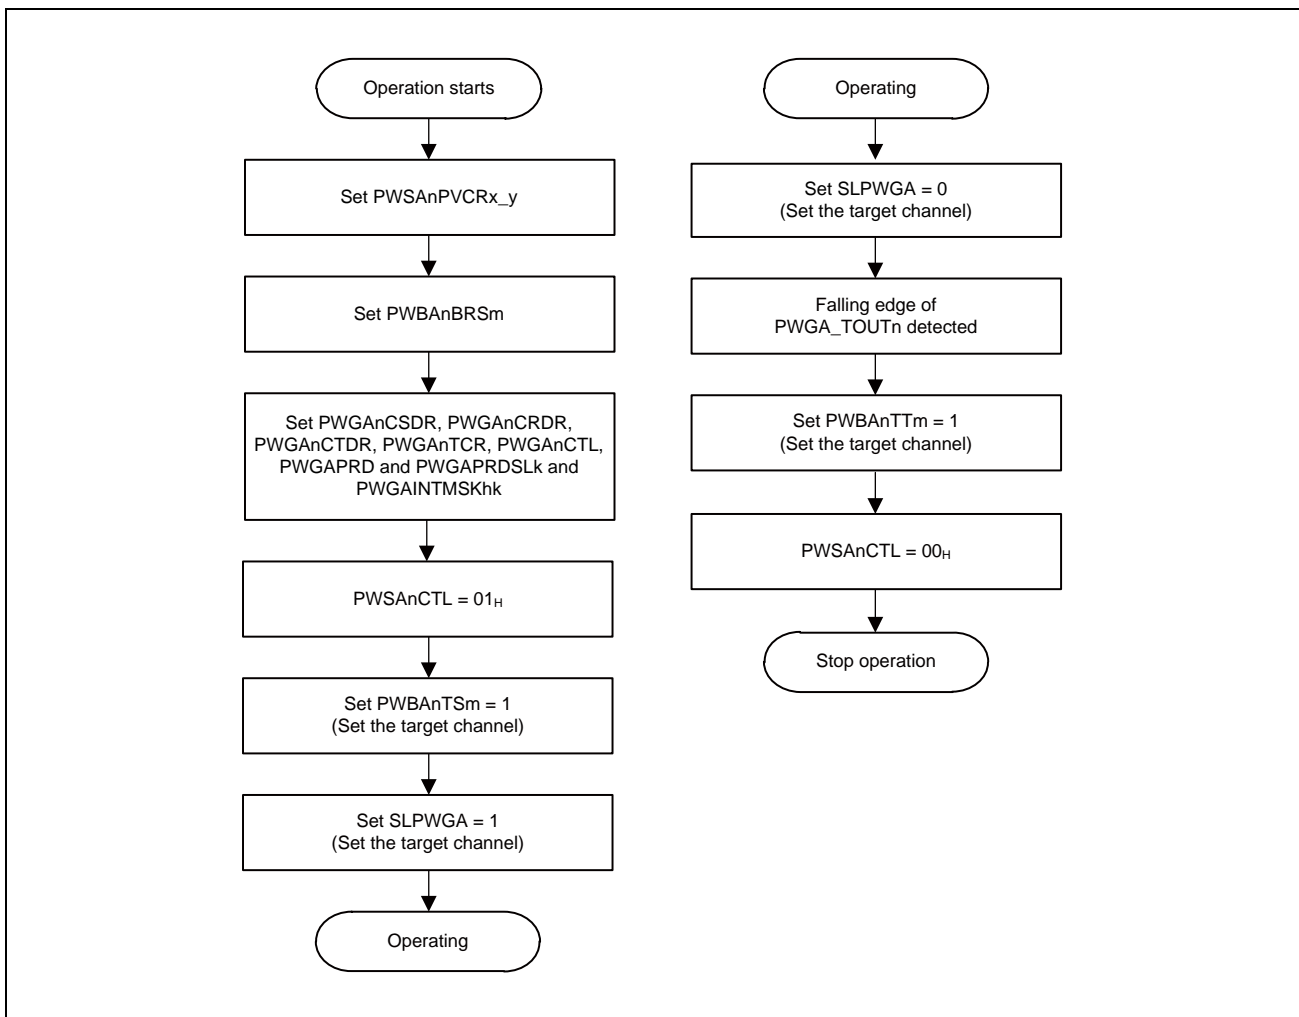 Operation starts
Set PWSAnPVCRx_y
Set PWBAnBRSm
Set PWGAnCSDR, PWGAnCRDR,
PWGAnCTDR, PWGAnTCR, PWGAnCTL,
PWGAPRD and PWGAPRDSLk and
PWGAINTMSKhk
PWSAnCTL = 01H
Set PWBAnTSm = 1
(Set the target channel)
Set SLPWGA = 1
(Set the target channel)
Operating
Operating
Set SLPWGA = 0
(Set the target channel)
Falling edge of
PWGA_TOUTn detected
Set PWBAnTTm = 1
(Set the target channel)
PWSAnCTL = 00H
Stop operation